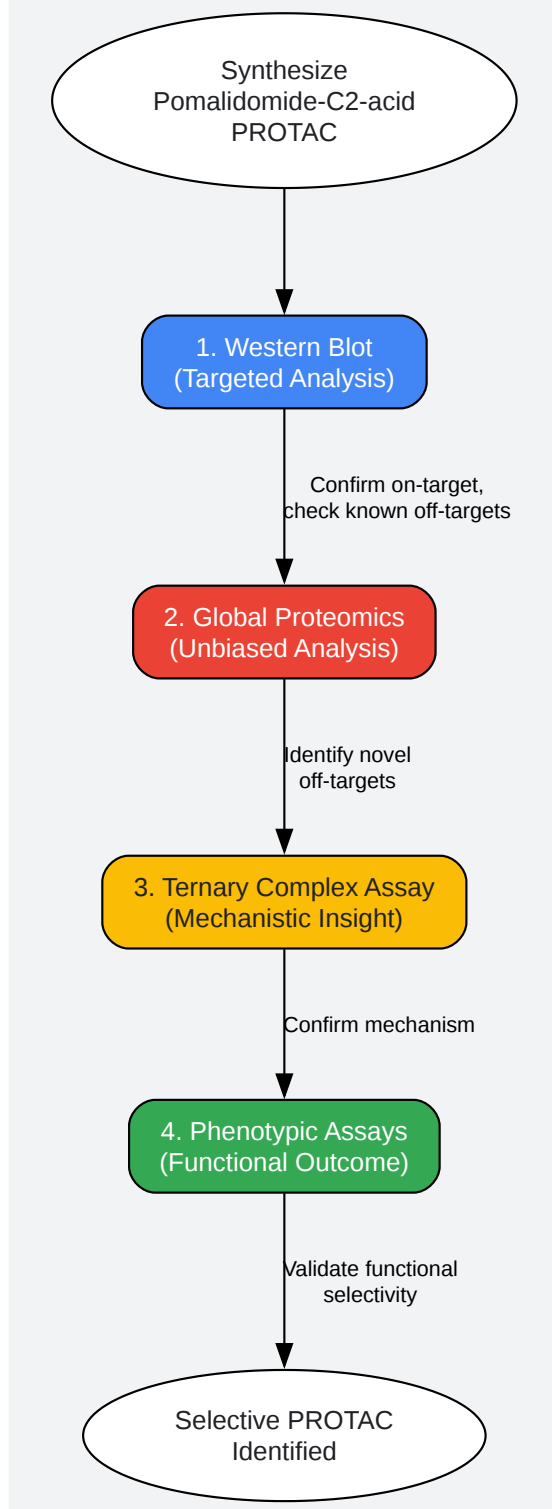 Synthesize
Pomalidomide-C2-acid
PROTAC
1. Western Blot
(Targeted Analysis)
Confirm on-target,
check known off-targets
2. Global Proteomics
(Unbiased Analysis)
Identify novel
off-targets
3. Ternary Complex Assay
(Mechanistic Insight)
Confirm mechanism
4. Phenotypic Assays
(Functional Outcome)
Validate functional
selectivity
Selective PROTAC
Identified